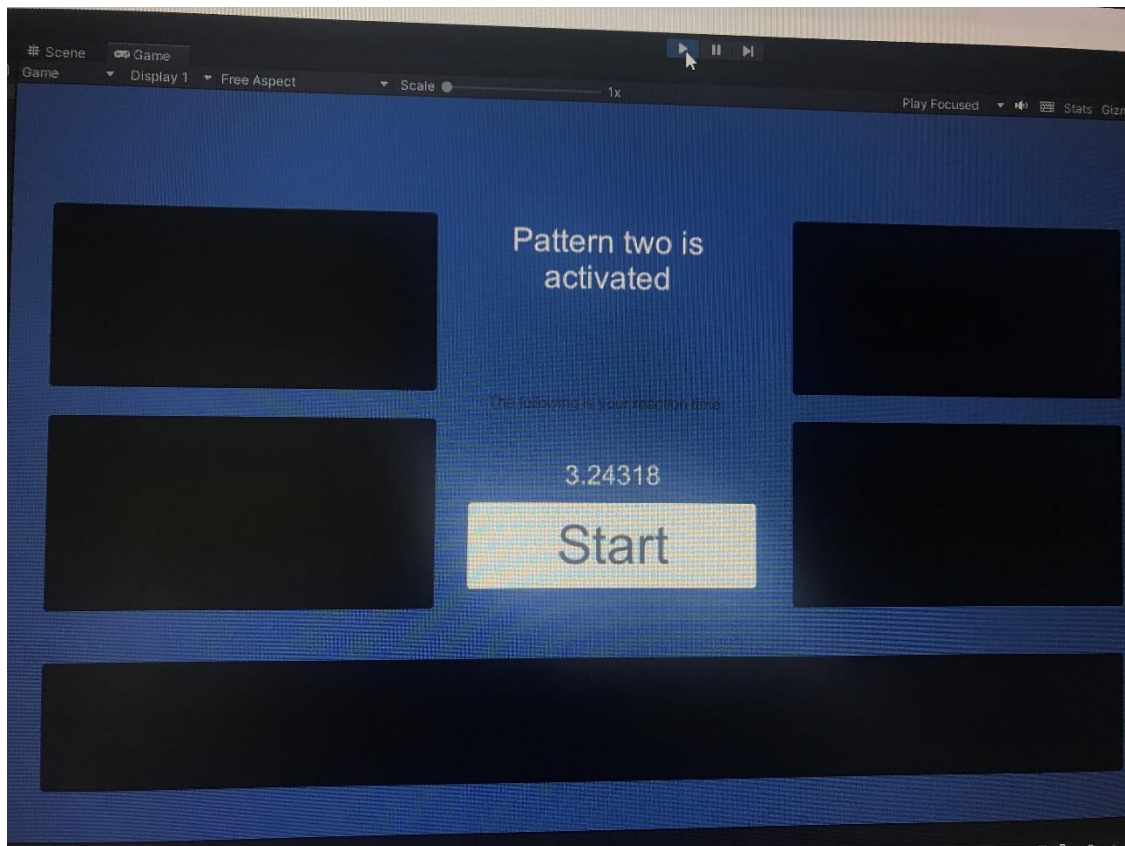 Scene Game
Game Display 1 Free Aspect Scale 1x Play Focused Stats Gizm
Pattern two is
activated
The following is your reaction time
3.24318
Start